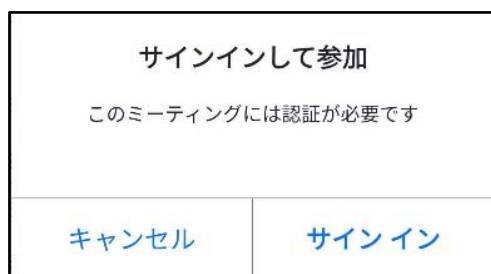 サインインして参加
このミーティングには認証が必要です
キャンセル
サイン イン